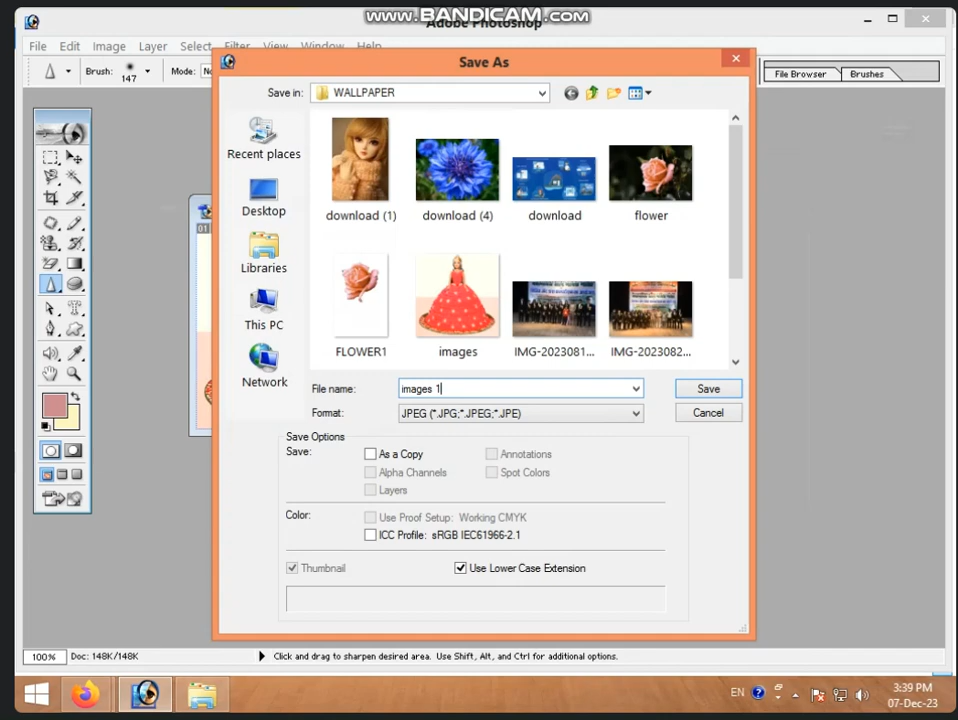 www.BANDICAM.com
Adobe Photoshop
File Edit Image Layer Select Filter View Window Help
Brush: 147 Mode: File Browser Brushes
Save As
Save in: WALLPAPER
Recent places
Desktop
Libraries
This PC
Network
download (1) download (4) download flower
FLOWER1 images IMG-2023081... IMG-2023082...
File name: images 1 Save
Format: JPEG (*.JPG;*.JPEG;*.JPE) Cancel
Save Options
Save: As a Copy Annotations
Alpha Channels Spot Colors
Layers
Color: Use Proof Setup: Working CMYK
ICC Profile: sRGB IEC61966-2.1
Thumbnail Use Lower Case Extension
100% Doc: 148K/148K Click and drag to sharpen desired area. Use Shift, Alt, and Ctrl for additional options.
EN 3:39 PM
07-Dec-23